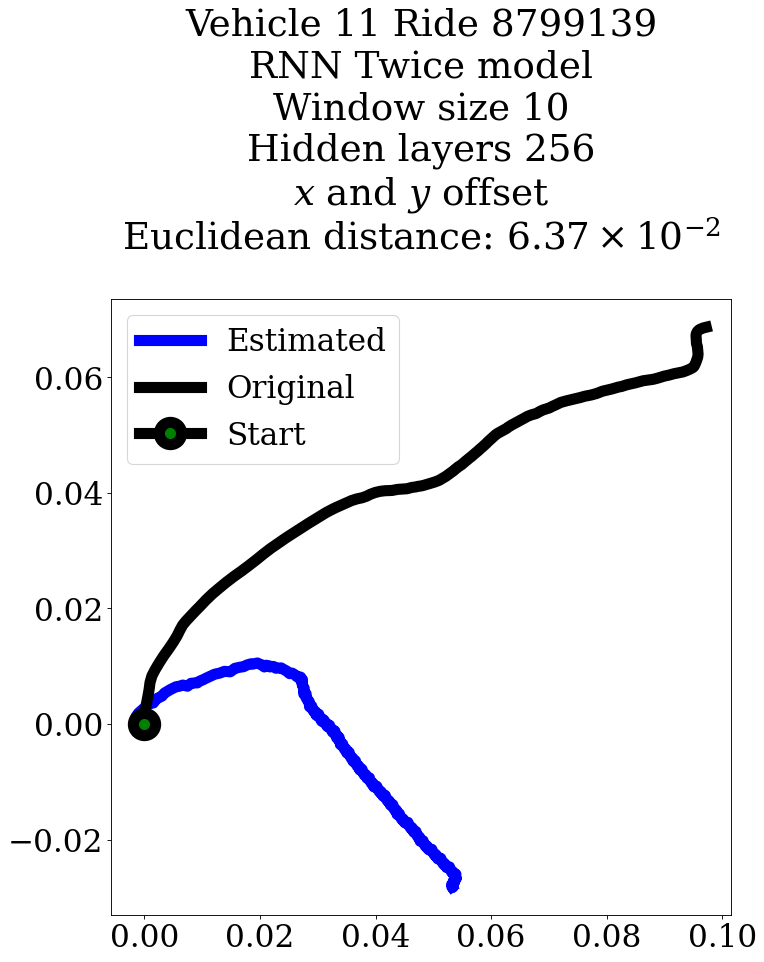 Vehicle 11 Ride 8799139
RNN Twice model
Window size 10
Hidden layers 256
x and y offset
Euclidean distance: 6.37 × 10⁻²
Estimated
Original
Start
0.06
0.04
0.02
0.00
−0.02
0.00 0.02 0.04 0.06 0.08 0.10